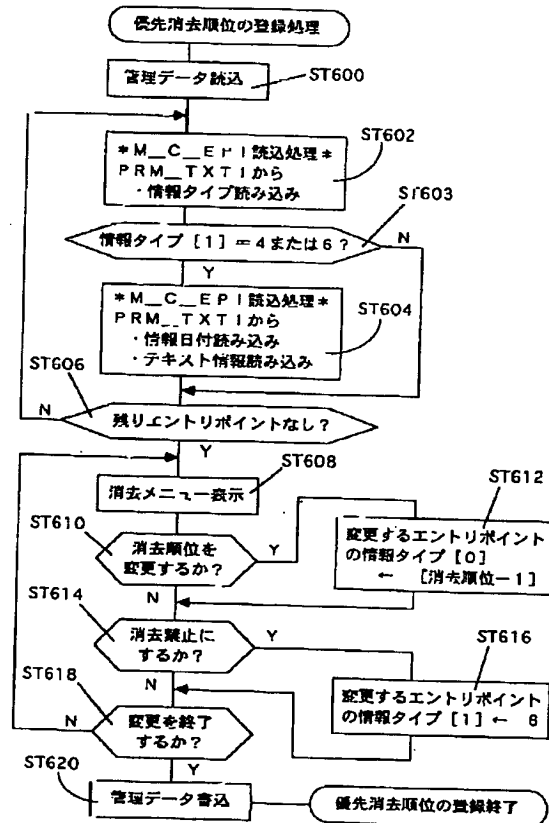 優先消去順位の登録処理
管理データ読込
ST600
*M__C__EPI読込処理*
PRM__TXTIから
・情報タイプ読み込み
ST602
ST603
情報タイプ[1]=4または6?
N
Y
*M__C__EPI読込処理*
PRM__TXTIから
・情報日付読み込み
・テキスト情報読み込み
ST604
ST606
残りエントリポイントなし?
N
Y
ST608
消去メニュー表示
ST610
消去順位を
変更するか?
Y
N
ST612
変更するエントリポイント
の情報タイプ[0]
← [消去順位-1]
ST614
消去禁止に
するか?
Y
N
ST616
変更するエントリポイント
の情報タイプ[1]← 6
ST618
変更を終了
するか?
N
Y
ST620
管理データ書込
優先消去順位の登録終了